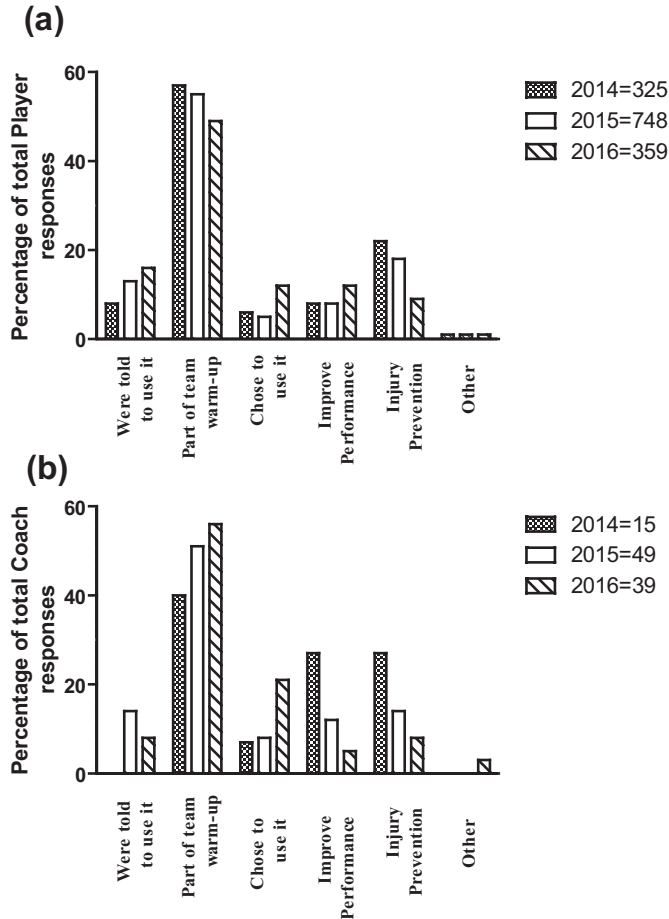 (a)
Percentage of total Player
responses
60
40
20
0
2014=325
2015=748
2016=359
Were told
to use it
Part of team
warm-up
Chose to
use it
Improve
Performance
Injury
Prevention
Other
(b)
Percentage of total Coach
responses
60
40
20
0
2014=15
2015=49
2016=39
Were told
to use it
Part of team
warm-up
Chose to
use it
Improve
Performance
Injury
Prevention
Other